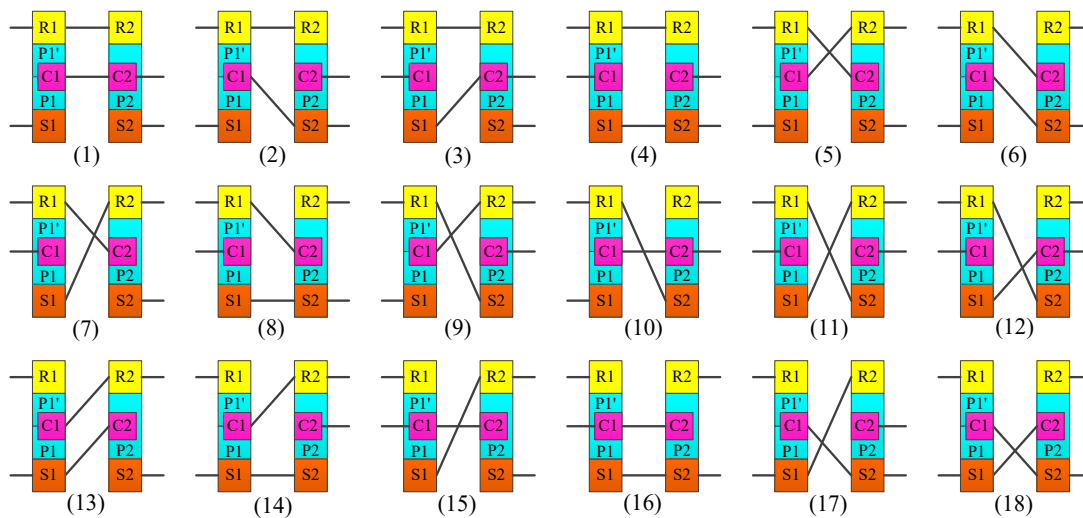 R1 R2 R1 R2 R1 R2 R1 R2 R1 R2 R1 R2
P1' P1' P1' P1' P1' P1'
C1 C2 C1 C2 C1 C2 C1 C2 C1 C2 C1 C2
P1 P2 P1 P2 P1 P2 P1 P2 P1 P2 P1 P2
S1 S2 S1 S2 S1 S2 S1 S2 S1 S2 S1 S2
(1) (2) (3) (4) (5) (6)
R1 R2 R1 R2 R1 R2 R1 R2 R1 R2 R1 R2
P1' P1' P1' P1' P1' P1'
C1 C2 C1 C2 C1 C2 C1 C2 C1 C2 C1 C2
P1 P2 P1 P2 P1 P2 P1 P2 P1 P2 P1 P2
S1 S2 S1 S2 S1 S2 S1 S2 S1 S2 S1 S2
(7) (8) (9) (10) (11) (12)
R1 R2 R1 R2 R1 R2 R1 R2 R1 R2 R1 R2
P1' P1' P1' P1' P1' P1'
C1 C2 C1 C2 C1 C2 C1 C2 C1 C2 C1 C2
P1 P2 P1 P2 P1 P2 P1 P2 P1 P2 P1 P2
S1 S2 S1 S2 S1 S2 S1 S2 S1 S2 S1 S2
(13) (14) (15) (16) (17) (18)